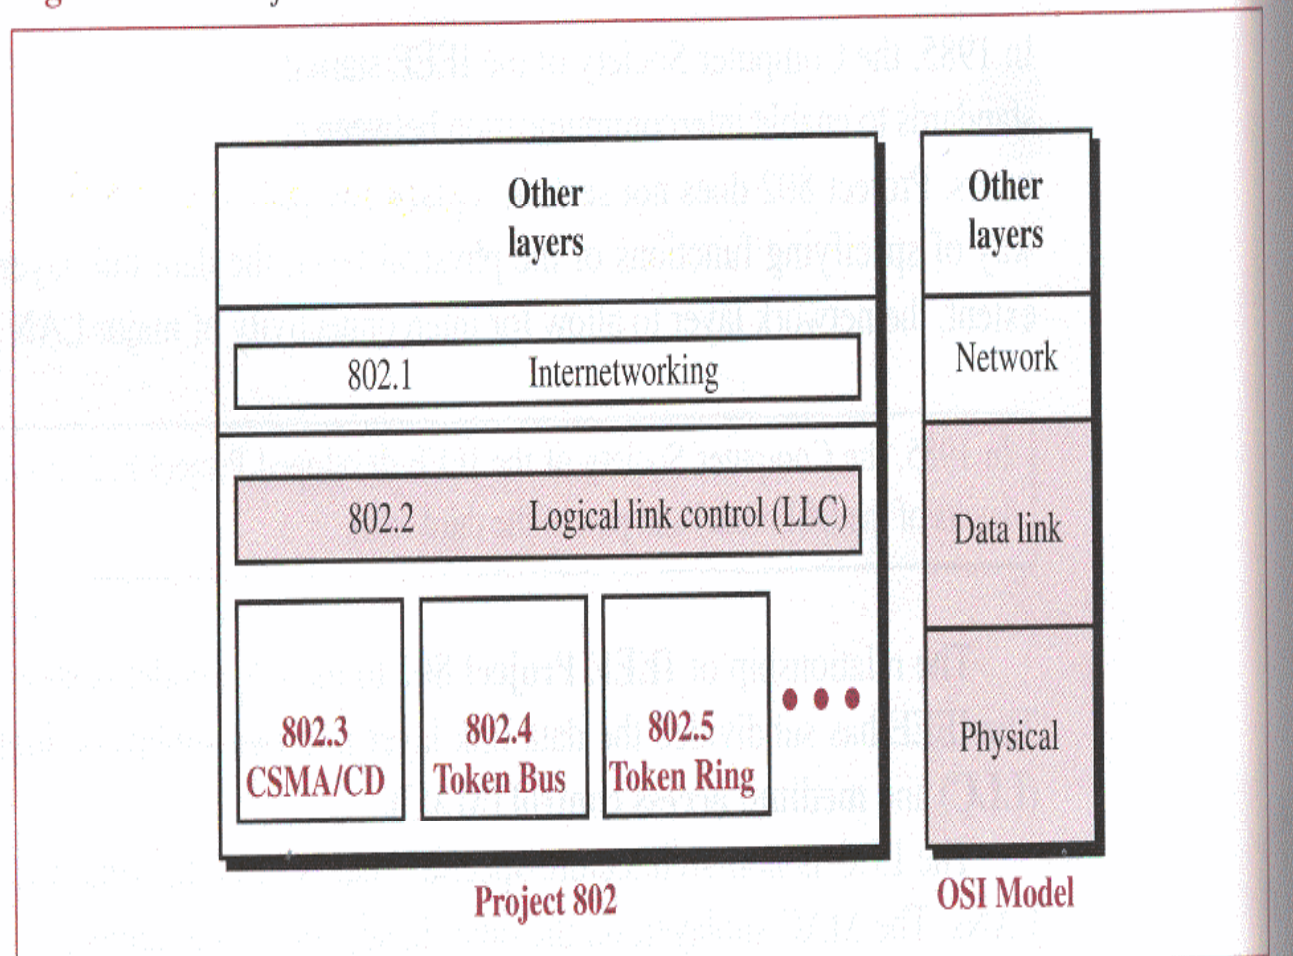 Other
layers
802.1 Internetworking
802.2 Logical link control (LLC)
802.3
CSMA/CD
802.4
Token Bus
802.5
Token Ring
Project 802
Other
layers
Network
Data link
Physical
OSI Model